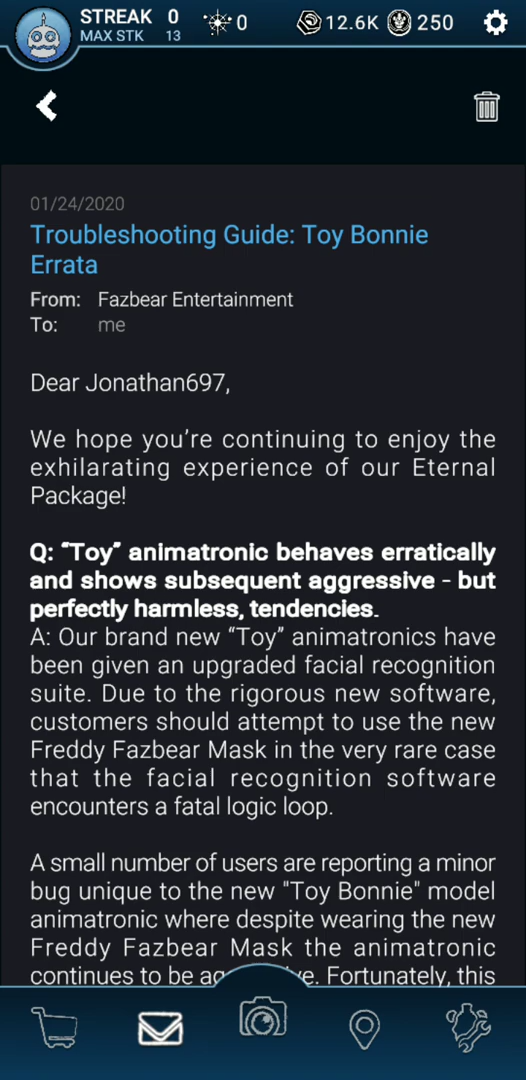 STREAK 0 0 12.6K 250
MAX STK 13
01/24/2020
Troubleshooting Guide: Toy Bonnie
Errata
From: Fazbear Entertainment
To: me
Dear Jonathan697,
We hope you’re continuing to enjoy the
exhilarating experience of our Eternal
Package!
Q: “Toy” animatronic behaves erratically
and shows subsequent aggressive - but
perfectly harmless, tendencies.
A: Our brand new “Toy” animatronics have
been given an upgraded facial recognition
suite. Due to the rigorous new software,
customers should attempt to use the new
Freddy Fazbear Mask in the very rare case
that the facial recognition software
encounters a fatal logic loop.
A small number of users are reporting a minor
bug unique to the new "Toy Bonnie" model
animatronic where despite wearing the new
Freddy Fazbear Mask the animatronic
continues to be Fortunately, this